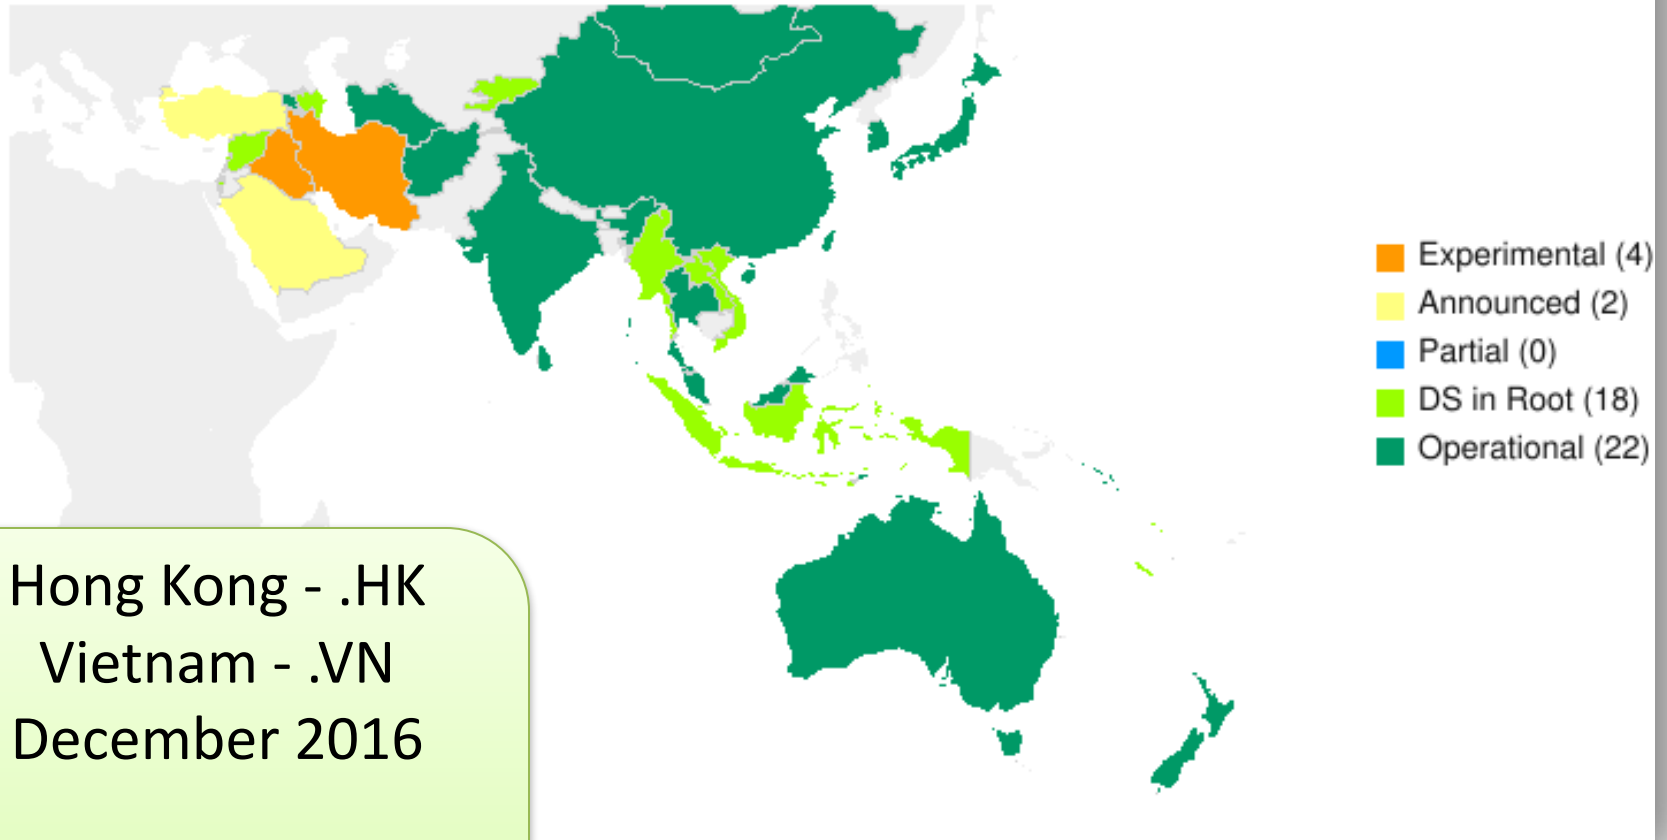 Experimental (4)
Announced (2)
Partial (0)
DS in Root (18)
Operational (22)
Hong Kong - .HK
Vietnam - .VN
December 2016